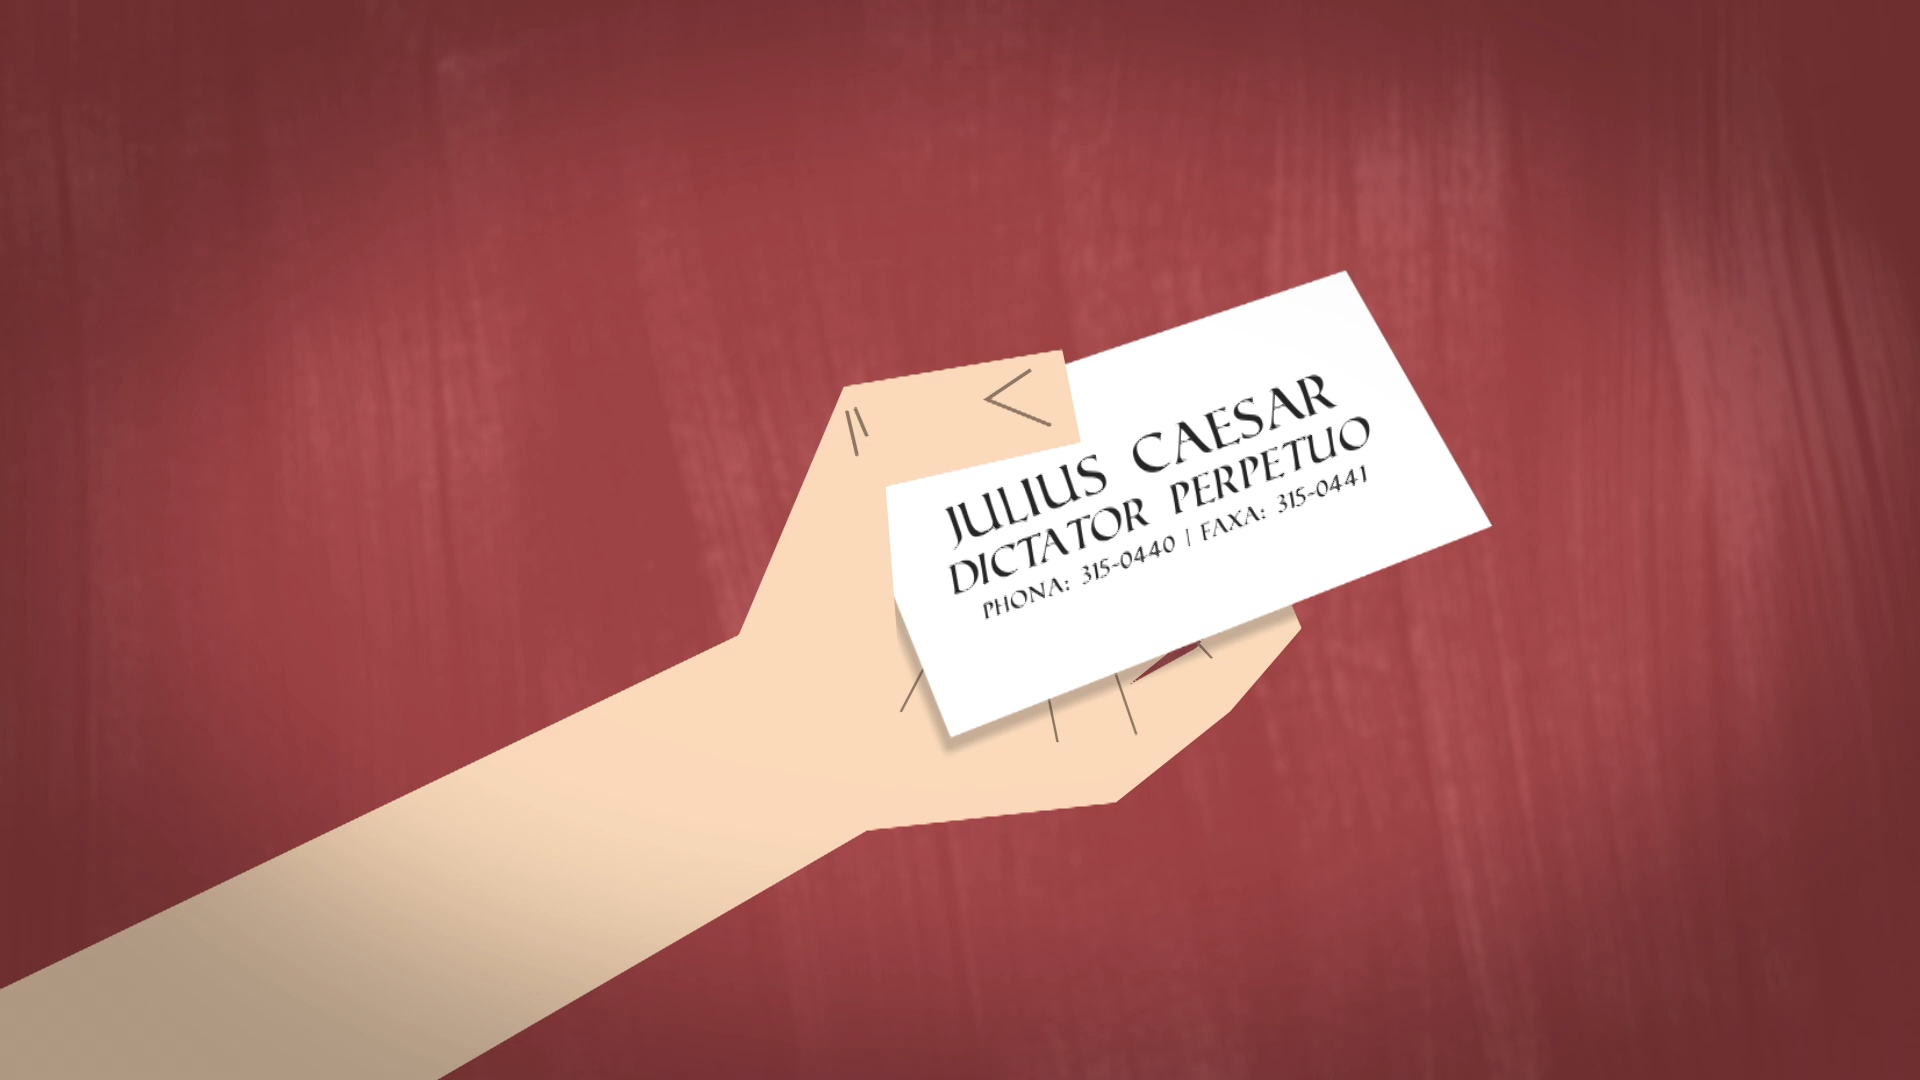 JULIUS CAESAR
DICTATOR PERPETUO
PHONA: 315-0440 | FAXA: 315-0441